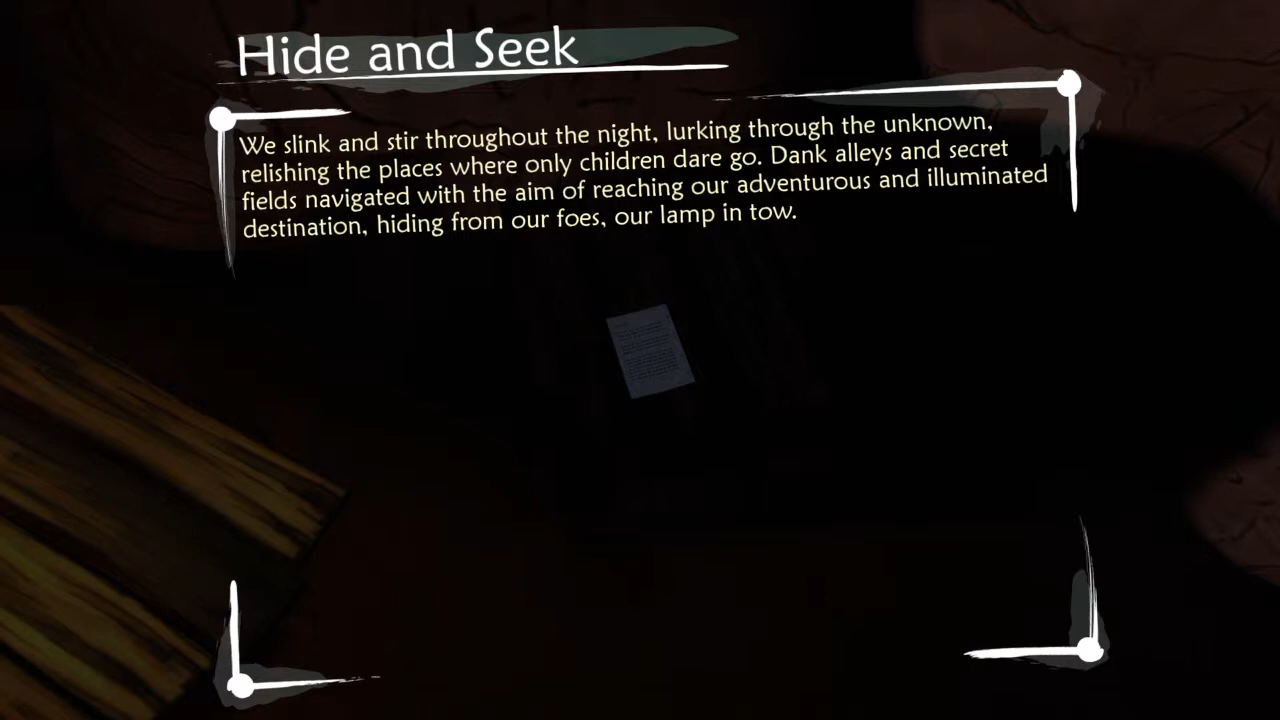 Hide and Seek
We slink and stir throughout the night, lurking through the unknown,
relishing the places where only children dare go. Dank alleys and secret
fields navigated with the aim of reaching our adventurous and illuminated
destination, hiding from our foes, our lamp in tow.